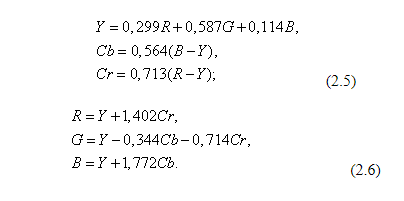 Y = 0,299R + 0,587G + 0,114B,
Cb = 0,564(B − Y),
Cr = 0,713(R − Y);
(2.5)
R = Y + 1,402Cr,
G = Y − 0,344Cb − 0,714Cr,
B = Y + 1,772Cb.
(2.6)